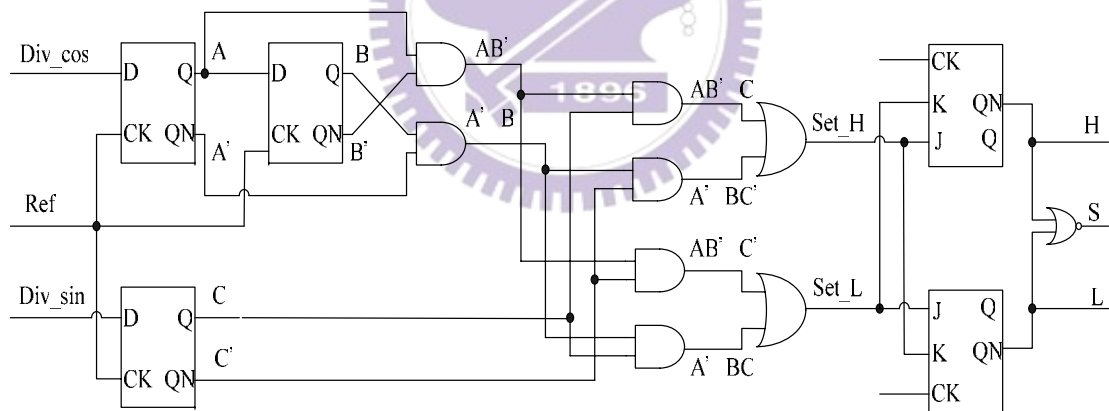 Div_cos
D
Q
CK
QN
A
A'
D
Q
CK
QN
B
B'
AB'
A' B
Ref
Div_sin
D
Q
CK
QN
C
C'
1896
AB' C
A' BC'
AB' C'
A' BC
Set_H
Set_L
CK
K
QN
J
Q
H
S
L
J
Q
K
QN
CK